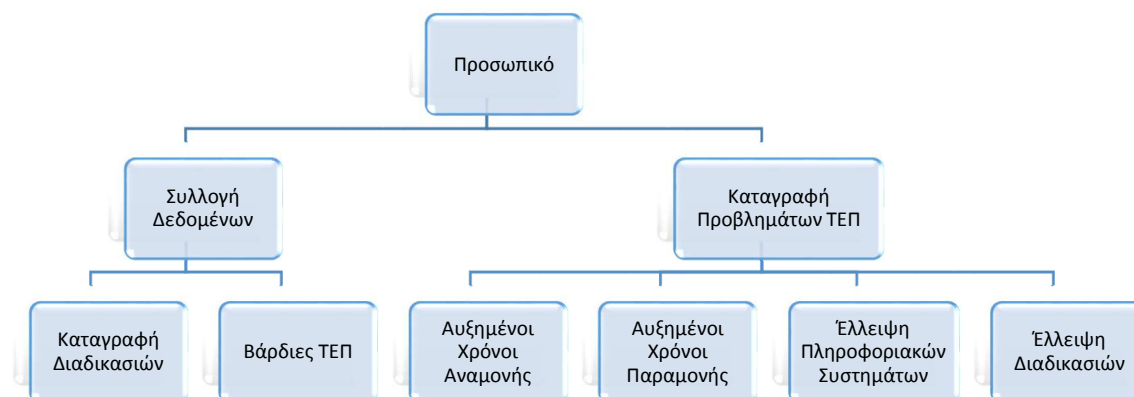 Προσωπικό
Συλλογή
Δεδομένων
Καταγραφή
Προβλημάτων ΤΕΠ
Καταγραφή
Διαδικασιών
Βάρδιες ΤΕΠ
Αυξημένοι
Χρόνοι
Αναμονής
Αυξημένοι
Χρόνοι
Παραμονής
Έλλειψη
Πληροφοριακών
Συστημάτων
Έλλειψη
Διαδικασιών